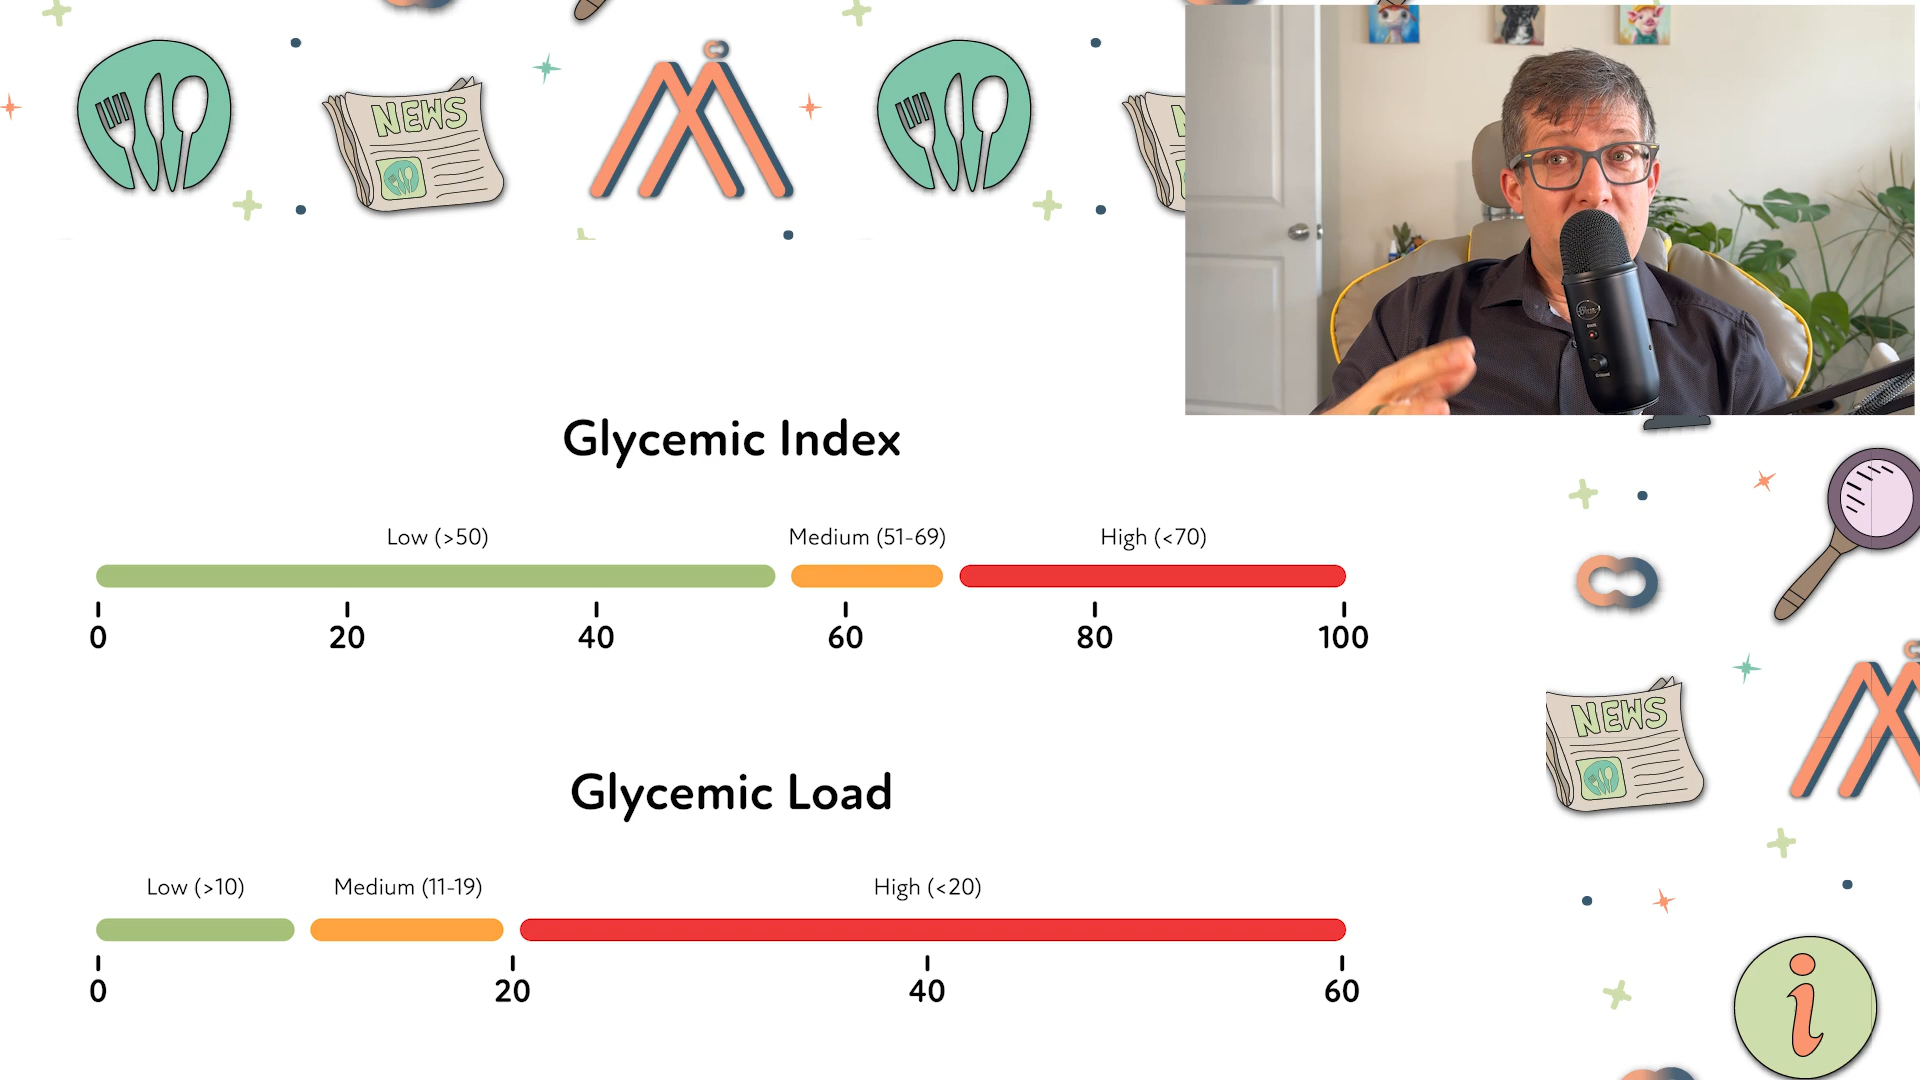 NEWS
Glycemic Index
Low (>50) Medium (51-69) High (<70)
0 20 40 60 80 100
NEWS
Glycemic Load
Low (>10) Medium (11-19) High (<20)
0 20 40 60
i